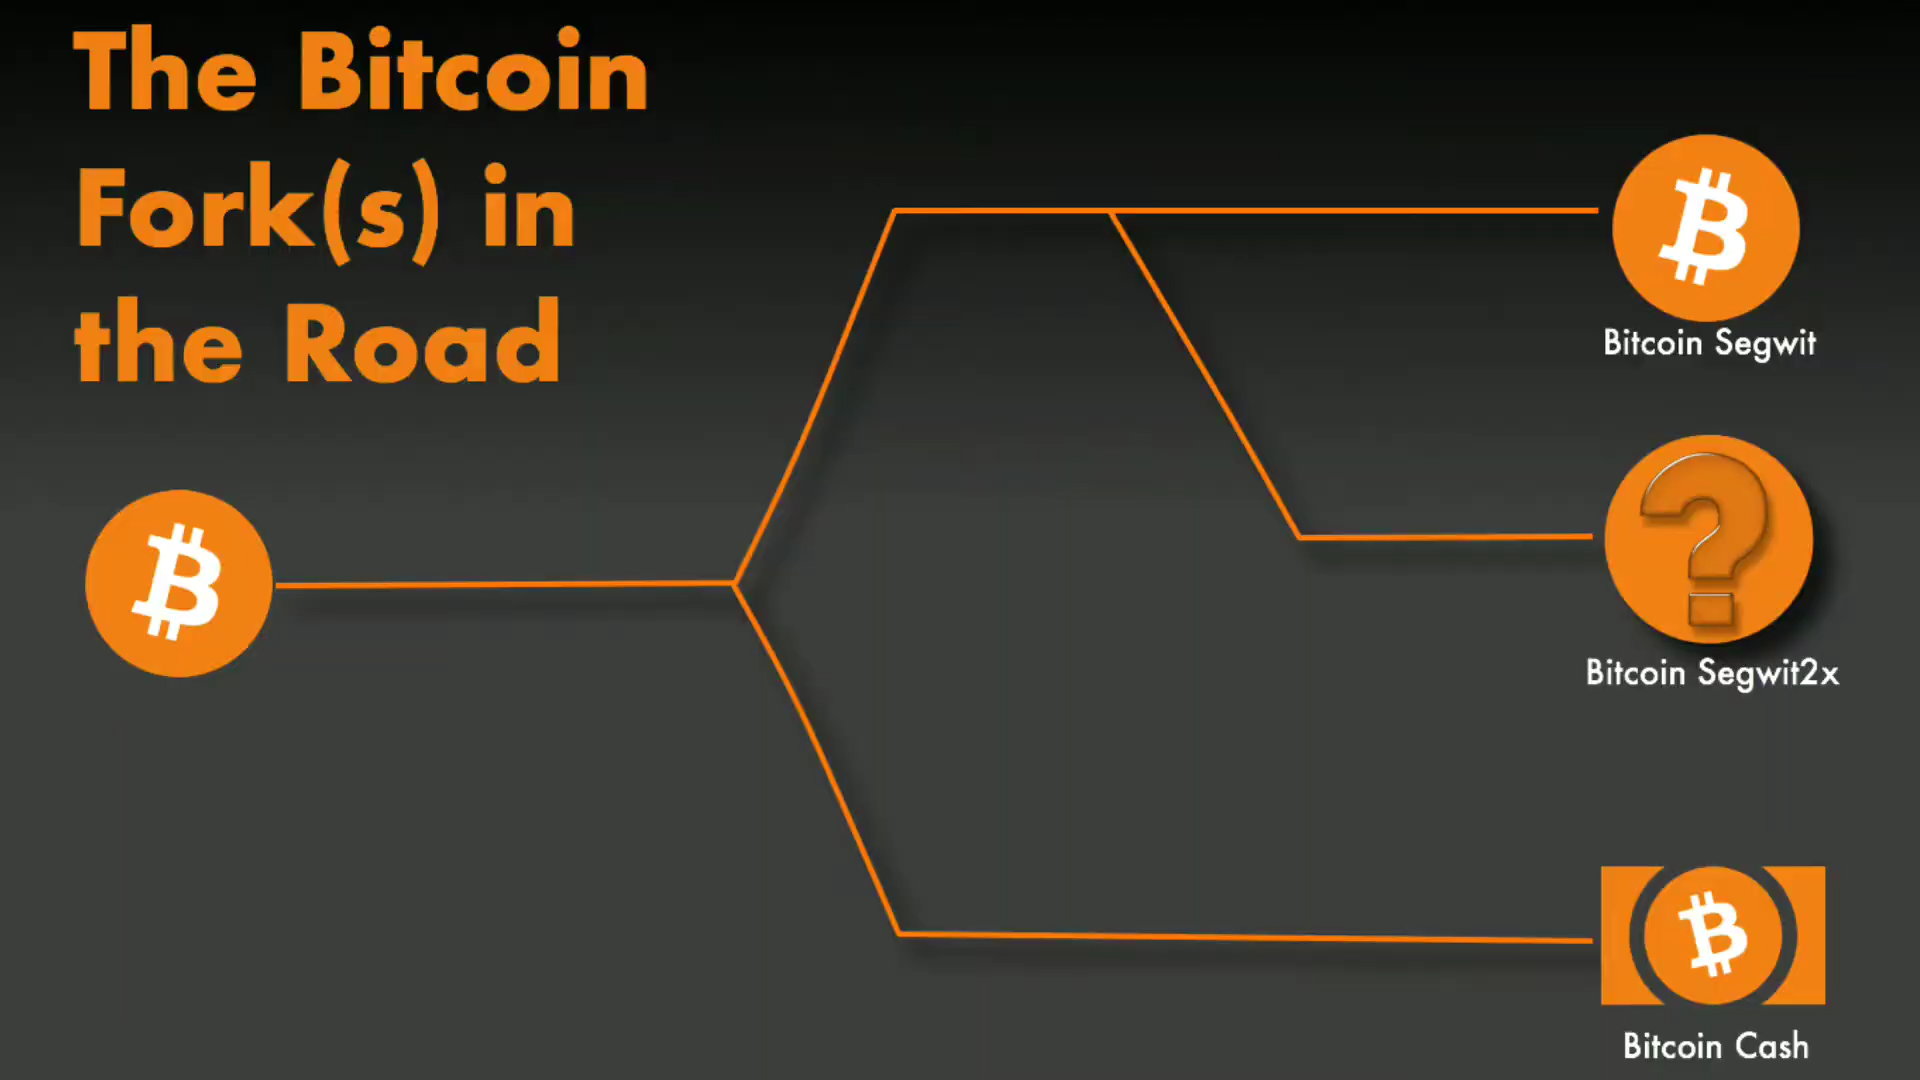 The Bitcoin
Fork(s) in
the Road
Bitcoin Segwit
Bitcoin Segwit2x
Bitcoin Cash